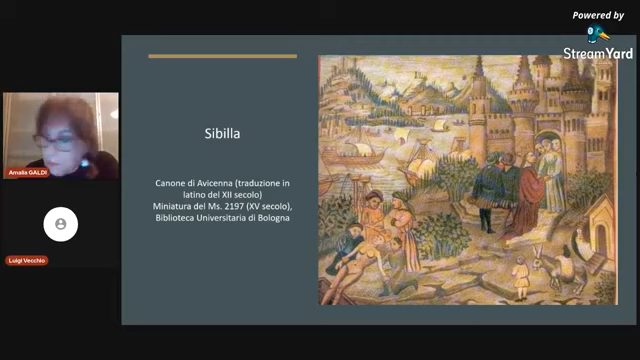 Powered by
StreamYard
Sibilla
Canone di Avicenna (traduzione in
latino del XII secolo)
Miniatura del Ms. 2197 (XV secolo),
Biblioteca Universitaria di Bologna
Amalia GALDI
Luigi Vecchio